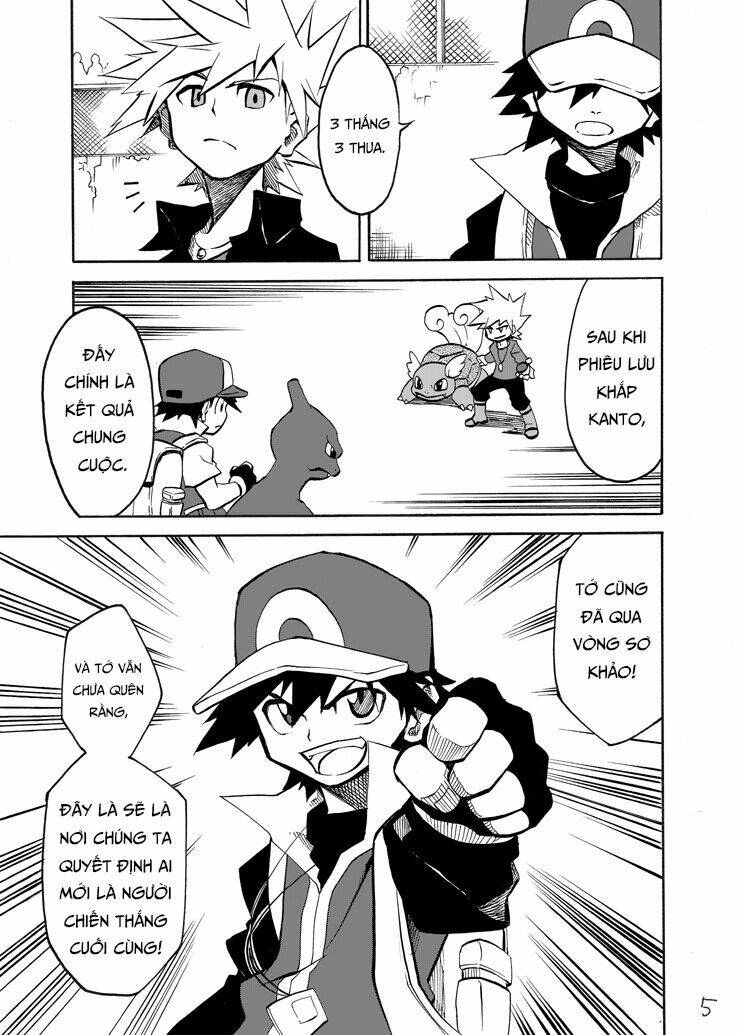 3 THẮNG
3 THUA.
SAU KHI
PHIÊU LƯU
KHẮP
KANTO,
ĐẤY
CHÍNH LÀ
KẾT QUẢ
CHUNG
CUỘC.
TỚ CŨNG
ĐÃ QUA
VÒNG SƠ
KHẢO!
VÀ TỚ VẪN
CHƯA QUÊN
RẰNG,
ĐÂY LÀ SẼ LÀ
NƠI CHÚNG TA
QUYẾT ĐỊNH AI
MỚI LÀ NGƯỜI
CHIẾN THẮNG
CUỐI CÙNG!
5